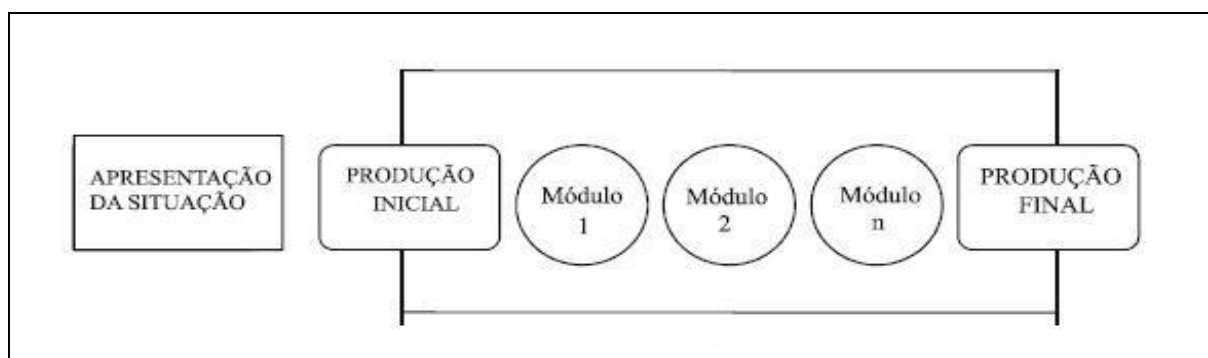 APRESENTAÇÃO
DA SITUAÇÃO
PRODUÇÃO
INICIAL
Módulo
1
Módulo
2
Módulo
n
PRODUÇÃO
FINAL